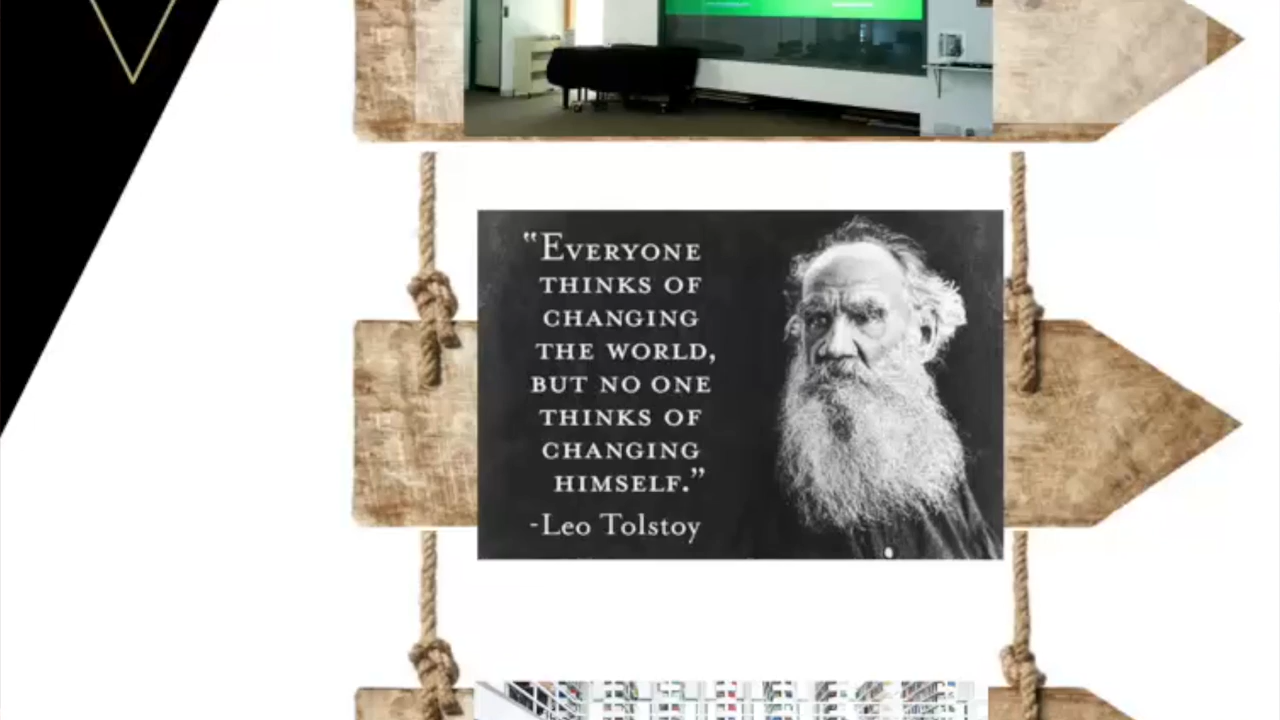 “EVERYONE
THINKS OF
CHANGING
THE WORLD,
BUT NO ONE
THINKS OF
CHANGING
HIMSELF.”
-Leo Tolstoy